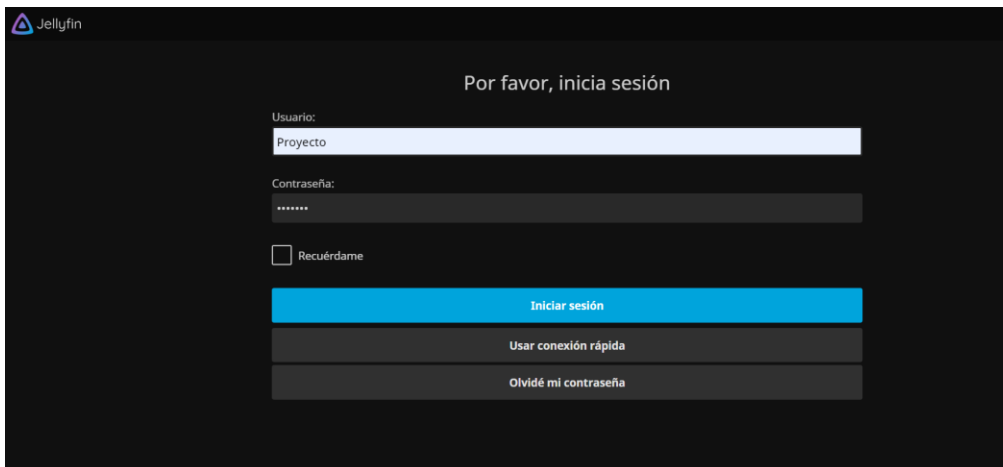 Jellyfin
Por favor, inicia sesión
Usuario:
Proyecto
Contraseña:
•••••••
Recuérdame
Iniciar sesión
Usar conexión rápida
Olvidé mi contraseña